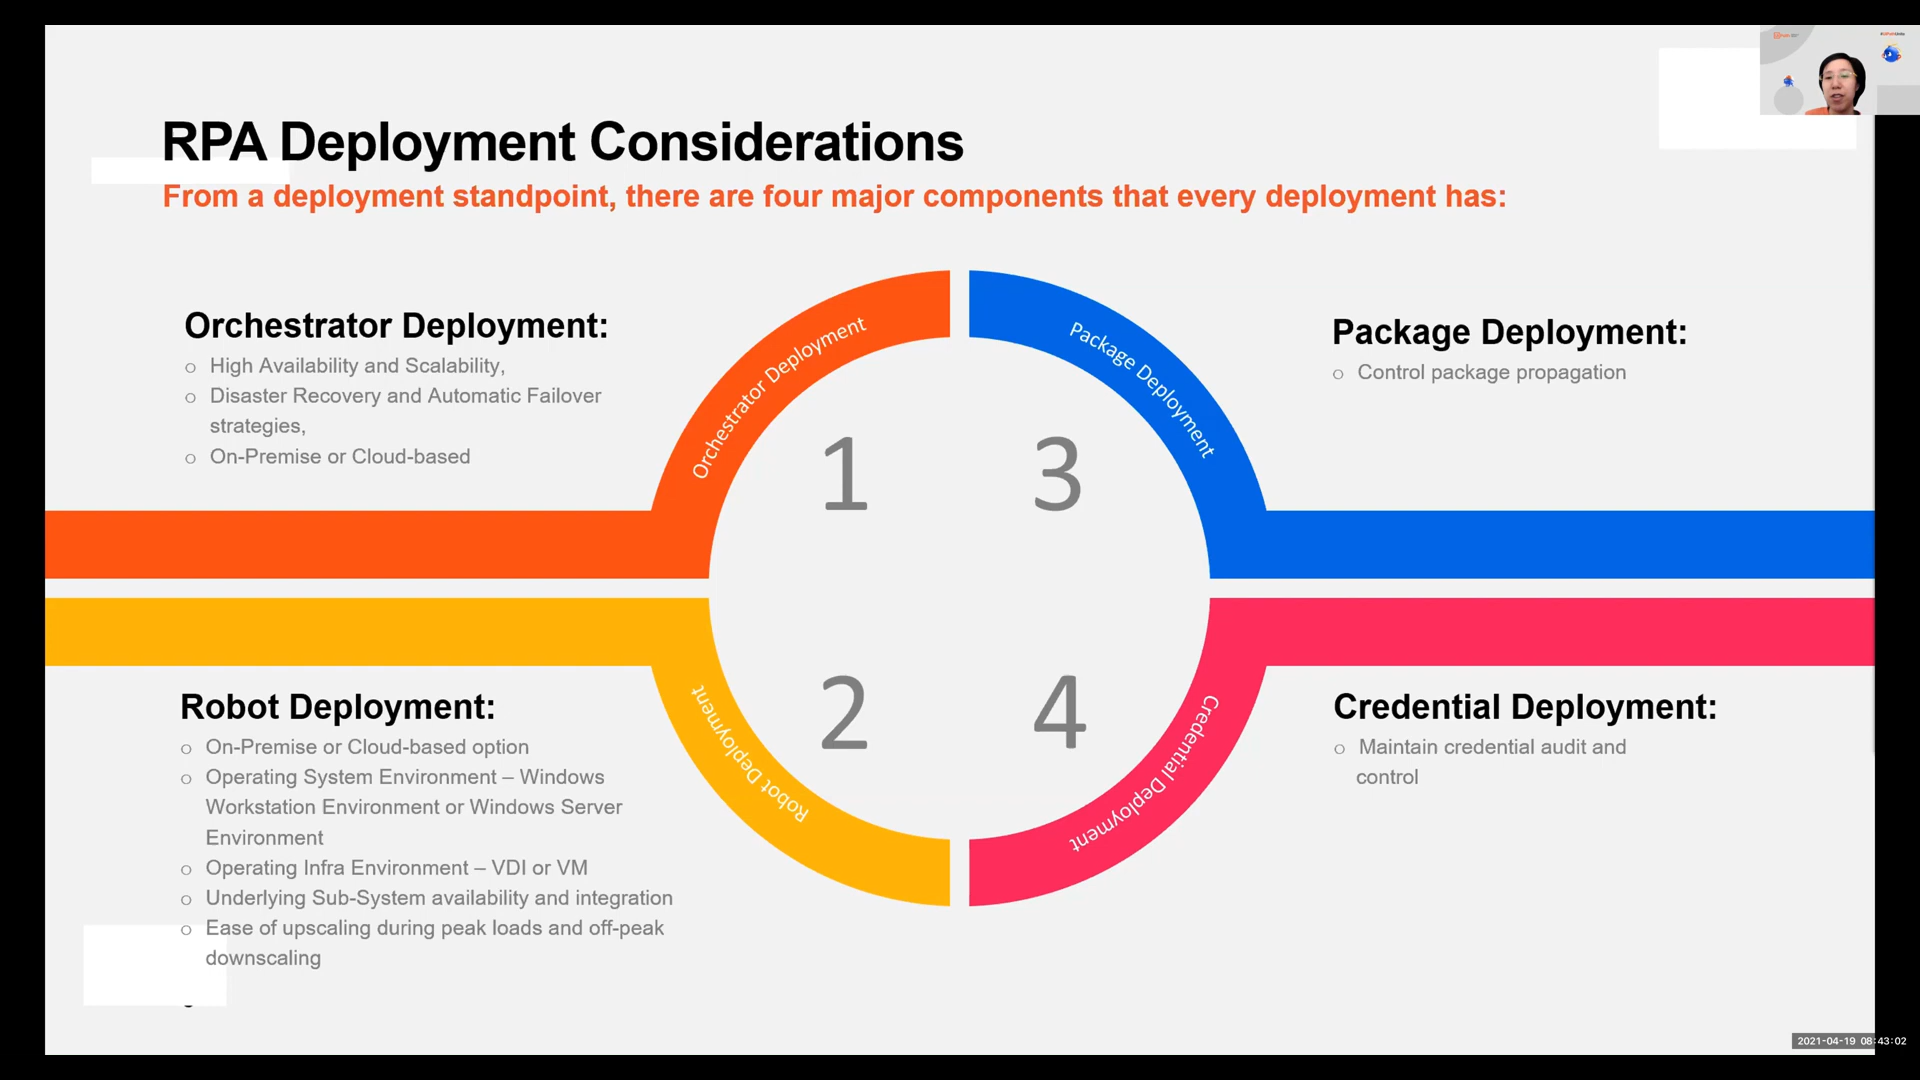 RPA Deployment Considerations
From a deployment standpoint, there are four major components that every deployment has:
Orchestrator Deployment:
o High Availability and Scalability,
o Disaster Recovery and Automatic Failover
strategies,
o On-Premise or Cloud-based
Robot Deployment:
o On-Premise or Cloud-based option
o Operating System Environment – Windows
Workstation Environment or Windows Server
Environment
o Operating Infra Environment – VDI or VM
o Underlying Sub-System availability and integration
o Ease of upscaling during peak loads and off-peak
downscaling
Orchestrator Deployment
Package Deployment
1
3
2
4
Robot Deployment
Credential Deployment
Package Deployment:
o Control package propagation
Credential Deployment:
o Maintain credential audit and
control
2021-04-19 08:43:02